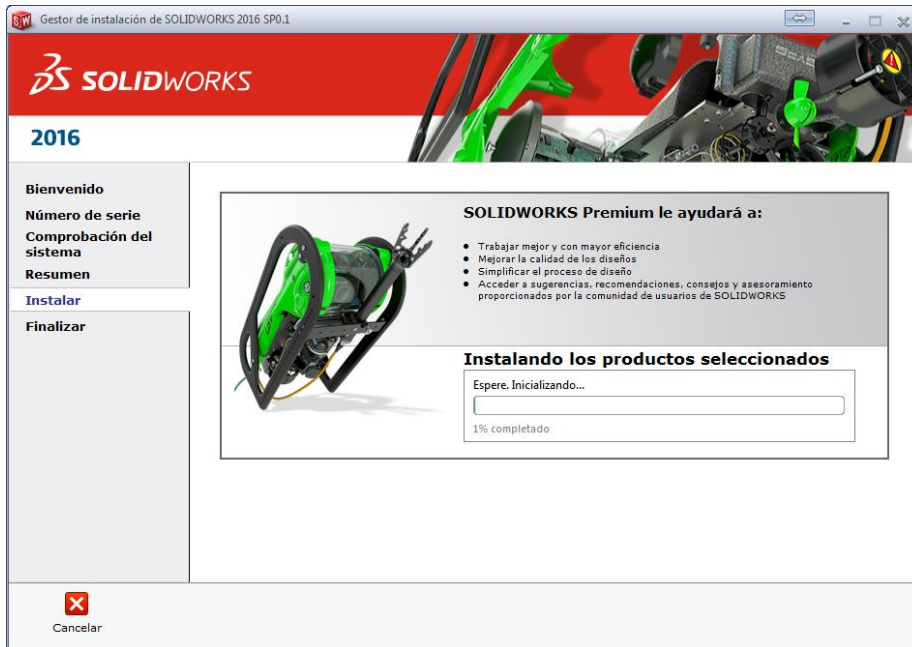 Gestor de instalación de SOLIDWORKS 2016 SP0.1
SOLIDWORKS
2016
Bienvenido
Número de serie
Comprobación del
sistema
Resumen
Instalar
Finalizar
SOLIDWORKS Premium le ayudará a:
Trabajar mejor y con mayor eficiencia
Mejorar la calidad de los diseños
Simplificar el proceso de diseño
Acceder a sugerencias, recomendaciones, consejos y asesoramiento
proporcionados por la comunidad de usuarios de SOLIDWORKS
Instalando los productos seleccionados
Espere. Inicializando...
1% completado
Cancelar